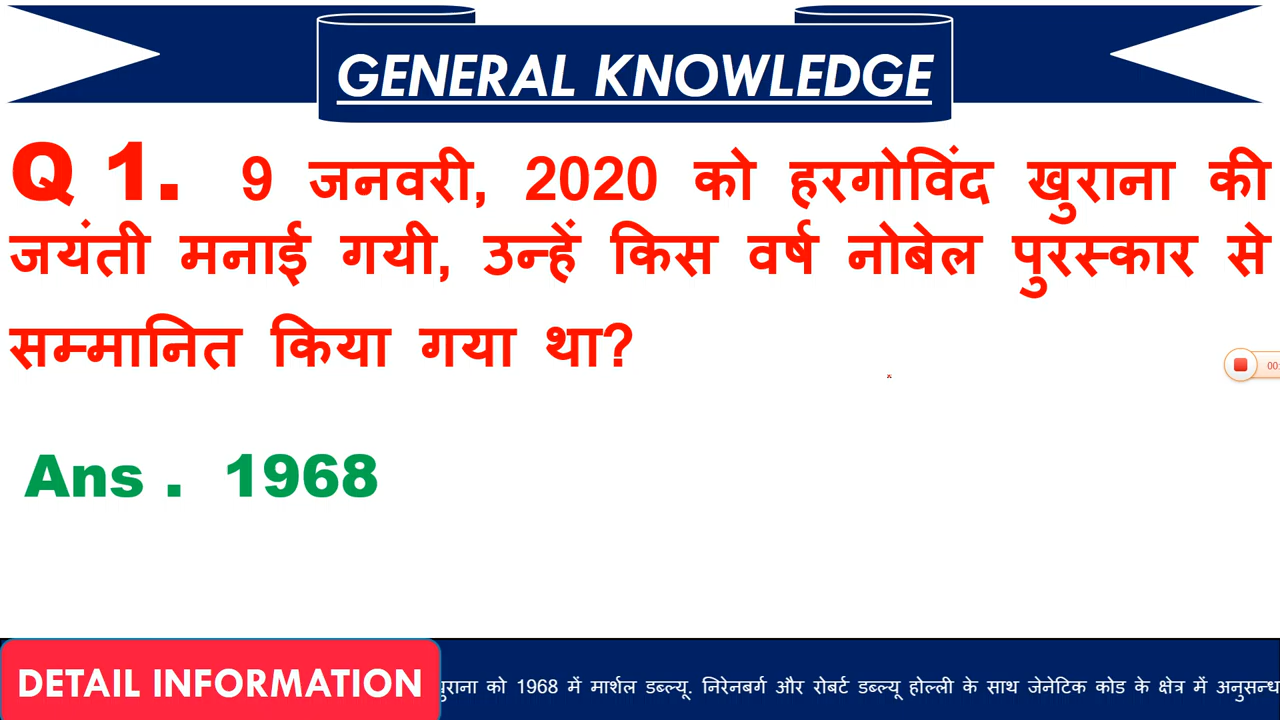 GENERAL KNOWLEDGE
Q 1. 9 जनवरी, 2020 को हरगोविंद खुराना की
जयंती मनाई गयी, उन्हें किस वर्ष नोबेल पुरस्कार से
सम्मानित किया गया था?
00:
Ans . 1968
DETAIL INFORMATION
को 1968 में मार्शल डब्ल्यू. निरेनबर्ग और रोबर्ट डब्ल्यू होल्ली के साथ जेनेटिक कोड के क्षेत्र में